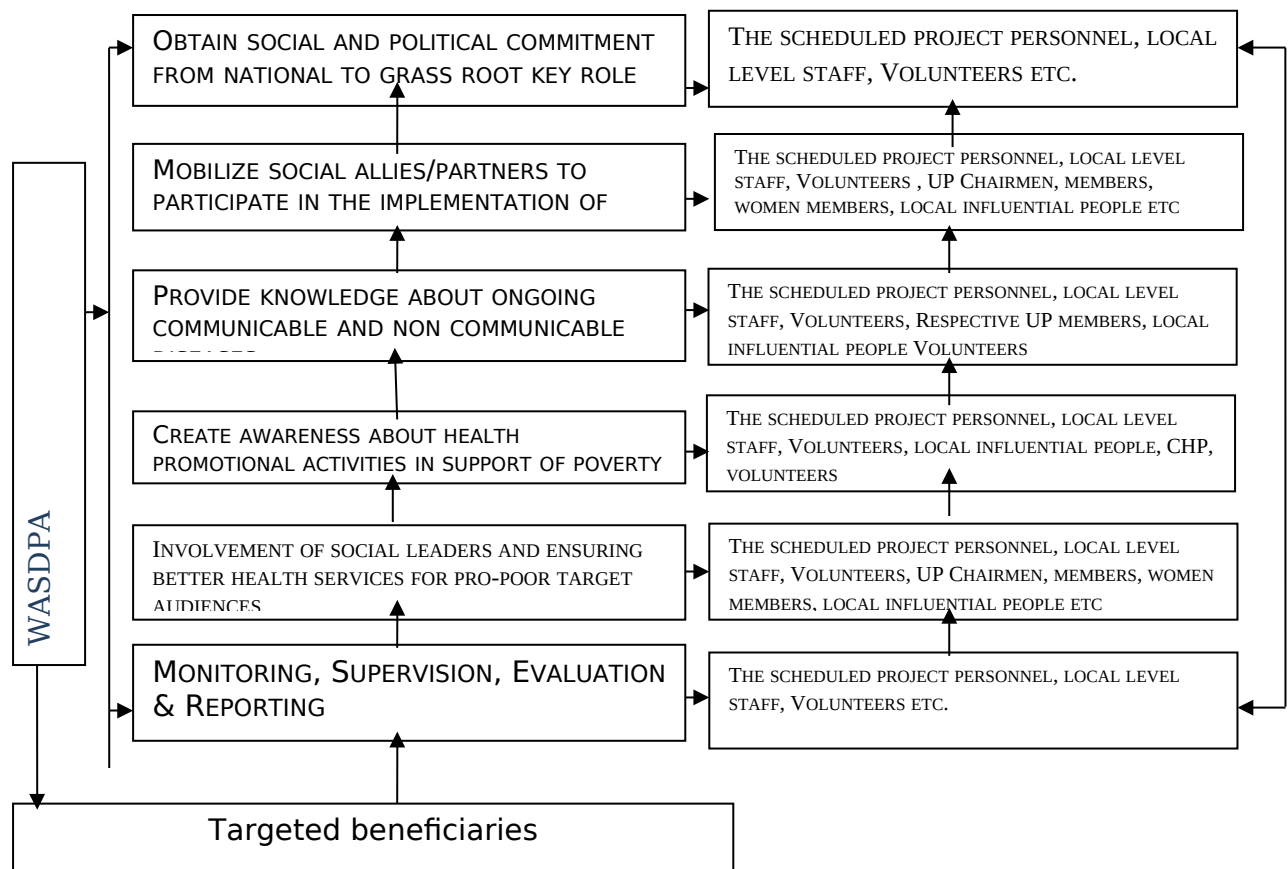 OBTAIN SOCIAL AND POLITICAL COMMITMENT
FROM NATIONAL TO GRASS ROOT KEY ROLE
THE SCHEDULED PROJECT PERSONNEL, LOCAL
LEVEL STAFF, VOLUNTEERS ETC.
MOBILIZE SOCIAL ALLIES/PARTNERS TO
PARTICIPATE IN THE IMPLEMENTATION OF
THE SCHEDULED PROJECT PERSONNEL, LOCAL LEVEL
STAFF, VOLUNTEERS , UP CHAIRMEN, MEMBERS,
WOMEN MEMBERS, LOCAL INFLUENTIAL PEOPLE ETC
PROVIDE KNOWLEDGE ABOUT ONGOING
COMMUNICABLE AND NON COMMUNICABLE
THE SCHEDULED PROJECT PERSONNEL, LOCAL LEVEL
STAFF, VOLUNTEERS, RESPECTIVE UP MEMBERS, LOCAL
INFLUENTIAL PEOPLE VOLUNTEERS
CREATE AWARENESS ABOUT HEALTH
PROMOTIONAL ACTIVITIES IN SUPPORT OF POVERTY
THE SCHEDULED PROJECT PERSONNEL, LOCAL LEVEL
STAFF, VOLUNTEERS, LOCAL INFLUENTIAL PEOPLE, CHP,
VOLUNTEERS
WASDPA
INVOLVEMENT OF SOCIAL LEADERS AND ENSURING
BETTER HEALTH SERVICES FOR PRO-POOR TARGET
AUDIENCES
THE SCHEDULED PROJECT PERSONNEL, LOCAL LEVEL
STAFF, VOLUNTEERS, UP CHAIRMEN, MEMBERS, WOMEN
MEMBERS, LOCAL INFLUENTIAL PEOPLE ETC
MONITORING, SUPERVISION, EVALUATION
& REPORTING
THE SCHEDULED PROJECT PERSONNEL, LOCAL LEVEL
STAFF, VOLUNTEERS ETC.
Targeted beneficiaries